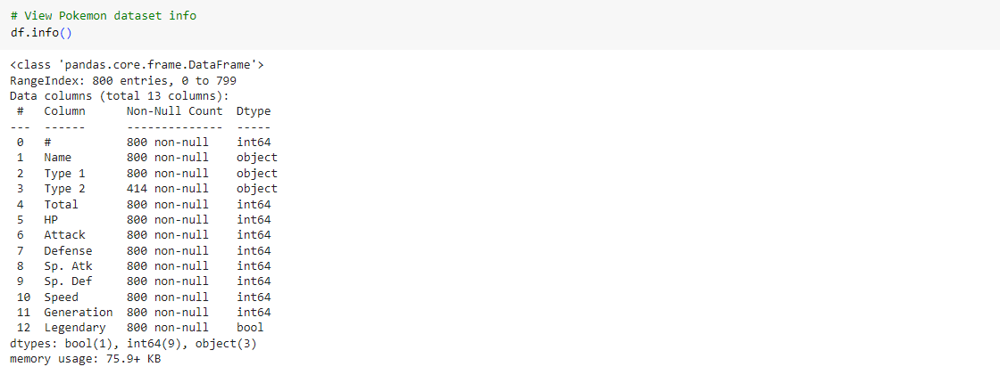 # View Pokemon dataset info
df.info()
<class 'pandas.core.frame.DataFrame'>
RangeIndex: 800 entries, 0 to 799
Data columns (total 13 columns):
 #   Column      Non-Null Count  Dtype
---  ------      --------------  -----
 0   #           800 non-null    int64
 1   Name        800 non-null    object
 2   Type 1      800 non-null    object
 3   Type 2      414 non-null    object
 4   Total       800 non-null    int64
 5   HP          800 non-null    int64
 6   Attack      800 non-null    int64
 7   Defense     800 non-null    int64
 8   Sp. Atk     800 non-null    int64
 9   Sp. Def     800 non-null    int64
 10  Speed       800 non-null    int64
 11  Generation  800 non-null    int64
 12  Legendary   800 non-null    bool
dtypes: bool(1), int64(9), object(3)
memory usage: 75.9+ KB